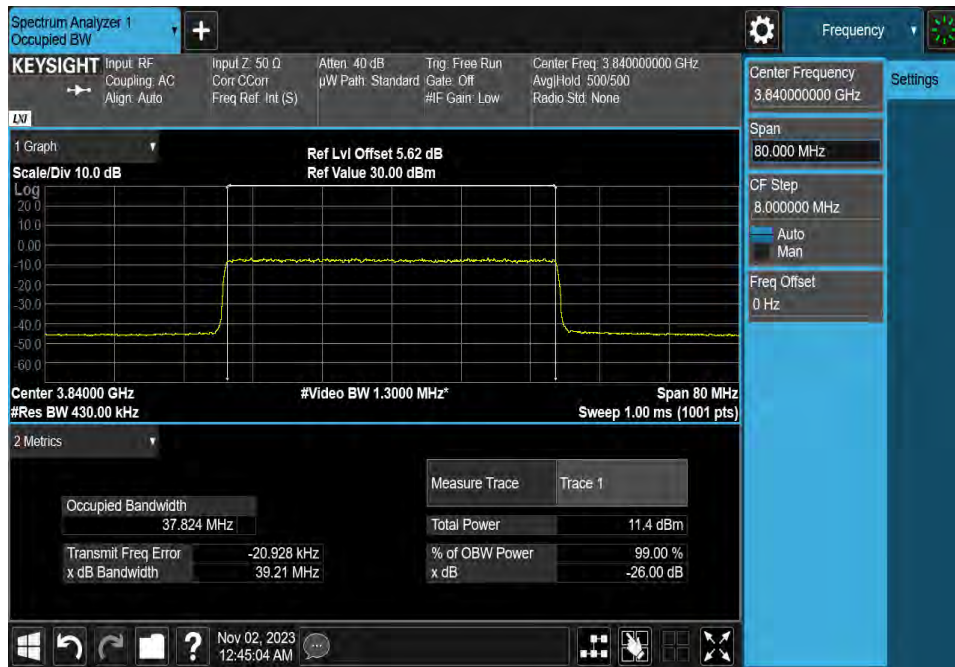 Spectrum Analyzer 1
Occupied BW
+
Frequency
KEYSIGHT
Input: RF
Coupling: AC
Align: Auto
Input Z: 50 Ω
Corr CCorr
Freq Ref: Int (S)
Atten: 40 dB
µW Path: Standard
Trig: Free Run
Gate: Off
#IF Gain: Low
Center Freq: 3.840000000 GHz
Avg|Hold: 500/500
Radio Std: None
LXI
Center Frequency
3.840000000 GHz
Settings
Span
80.000 MHz
CF Step
8.000000 MHz
Auto
Man
Freq Offset
0 Hz
1 Graph
Scale/Div 10.0 dB
Ref Lvl Offset 5.62 dB
Ref Value 30.00 dBm
Log
20.0
10.0
0.00
-10.0
-20.0
-30.0
-40.0
-50.0
-60.0
Center 3.84000 GHz
#Video BW 1.3000 MHz*
Span 80 MHz
#Res BW 430.00 kHz
Sweep 1.00 ms (1001 pts)
2 Metrics
Measure Trace Trace 1
Occupied Bandwidth
37.824 MHz
Total Power 11.4 dBm
Transmit Freq Error -20.928 kHz
% of OBW Power 99.00 %
x dB Bandwidth 39.21 MHz
x dB -26.00 dB
?
Nov 02, 2023
12:45:04 AM